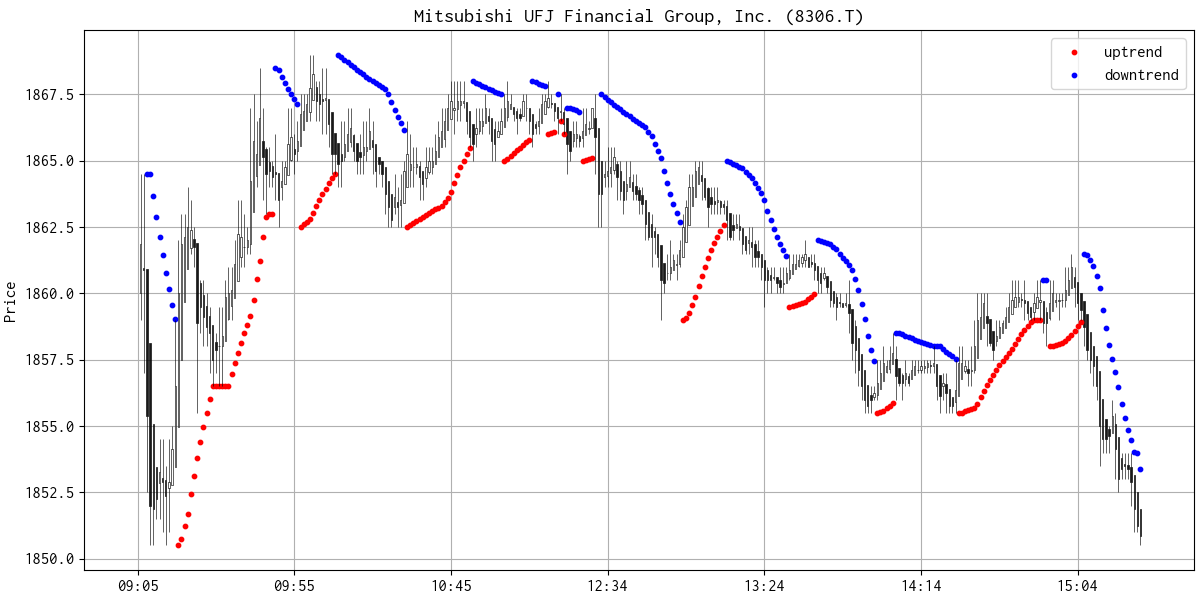 Mitsubishi UFJ Financial Group, Inc. (8306.T)
uptrend
downtrend
Price
1867.5
1865.0
1862.5
1860.0
1857.5
1855.0
1852.5
1850.0
09:05 09:55 10:45 12:34 13:24 14:14 15:04